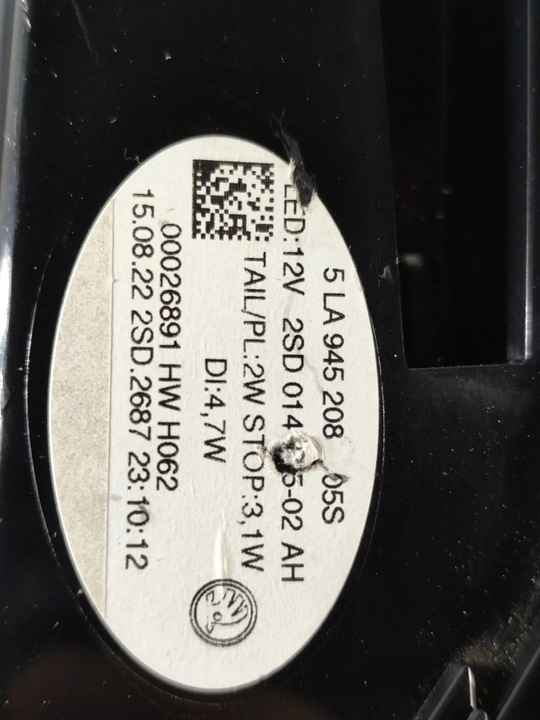 5 LA 945 208 05S
LED:12V 2SD 014 5-02 AH
TAIL/PL:2W STOP:3,1W
DI:4,7W
00026891 HW H062
15.08.22 2SD.2687 23:10:12